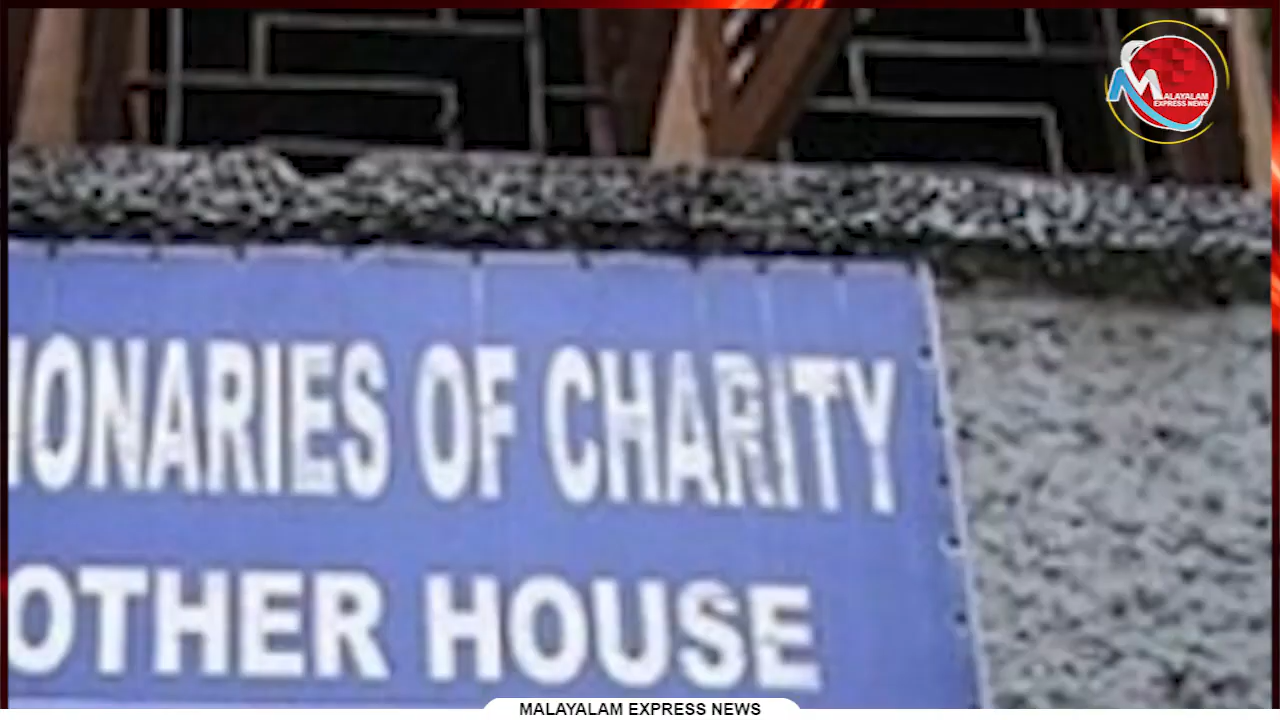 MALAYALAM
EXPRESS NEWS
IONARIES OF CHARITY
OTHER HOUSE
MALAYALAM EXPRESS NEWS